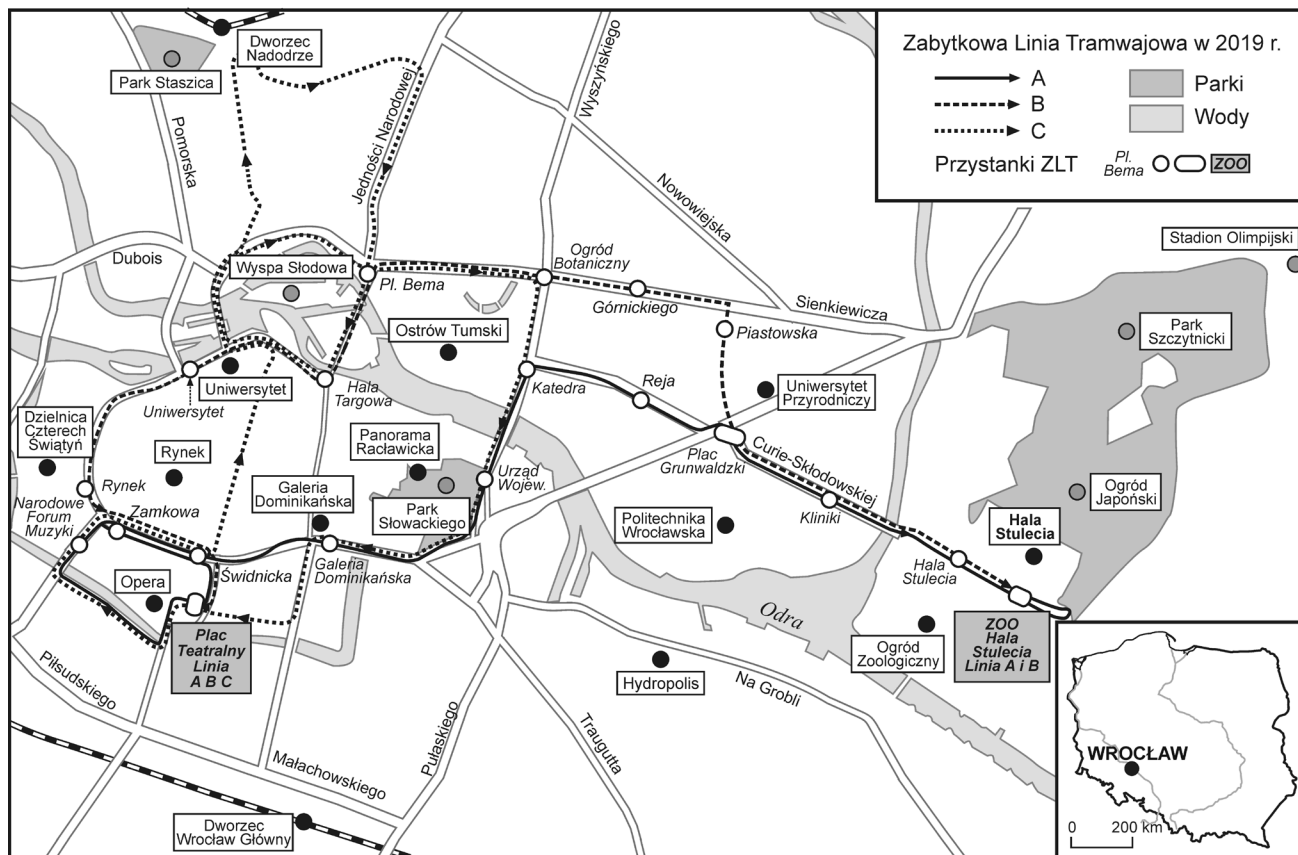 Zabytkowa Linia Tramwajowa w 2019 r.
A
B
C
Parki
Wody
Przystanki ZLT
Pl.
Bema
ZOO
Dworzec
Nadodrze
Park Staszica
Pomorska
Jedności Narodowej
Wyszyńskiego
Nowowiejska
Dubois
Wyspa Słodowa
Pl. Bema
Ogród
Botaniczny
Górnickiego
Sienkiewicza
Stadion Olimpijski
Park
Szczytnicki
Piastowska
Ostrów Tumski
Uniwersytet
Uniwersytet
Hala
Targowa
Katedra
Reja
Uniwersytet
Przyrodniczy
Dzielnica
Czterech
Świątyń
Rynek
Rynek
Panorama
Racławicka
Park
Słowackiego
Urząd
Wojew.
Plac
Grunwaldzki
Curie-Skłodowskiej
Kliniki
Ogród
Japoński
Narodowe
Forum
Muzyki
Zamkowa
Galeria
Dominikańska
Galeria
Dominikańska
Świdnicka
Opera
Plac
Teatralny
Linia
A B C
Politechnika
Wrocławska
Hala
Stulecia
Hala
Stulecia
Odra
Ogród
Zoologiczny
ZOO
Hala
Stulecia
Linia A i B
Hydropolis
Na Grobli
Traugutta
Pułaskiego
Piłsudskiego
Małachowskiego
Dworzec
Wrocław Główny
WROCŁAW
0 200 km